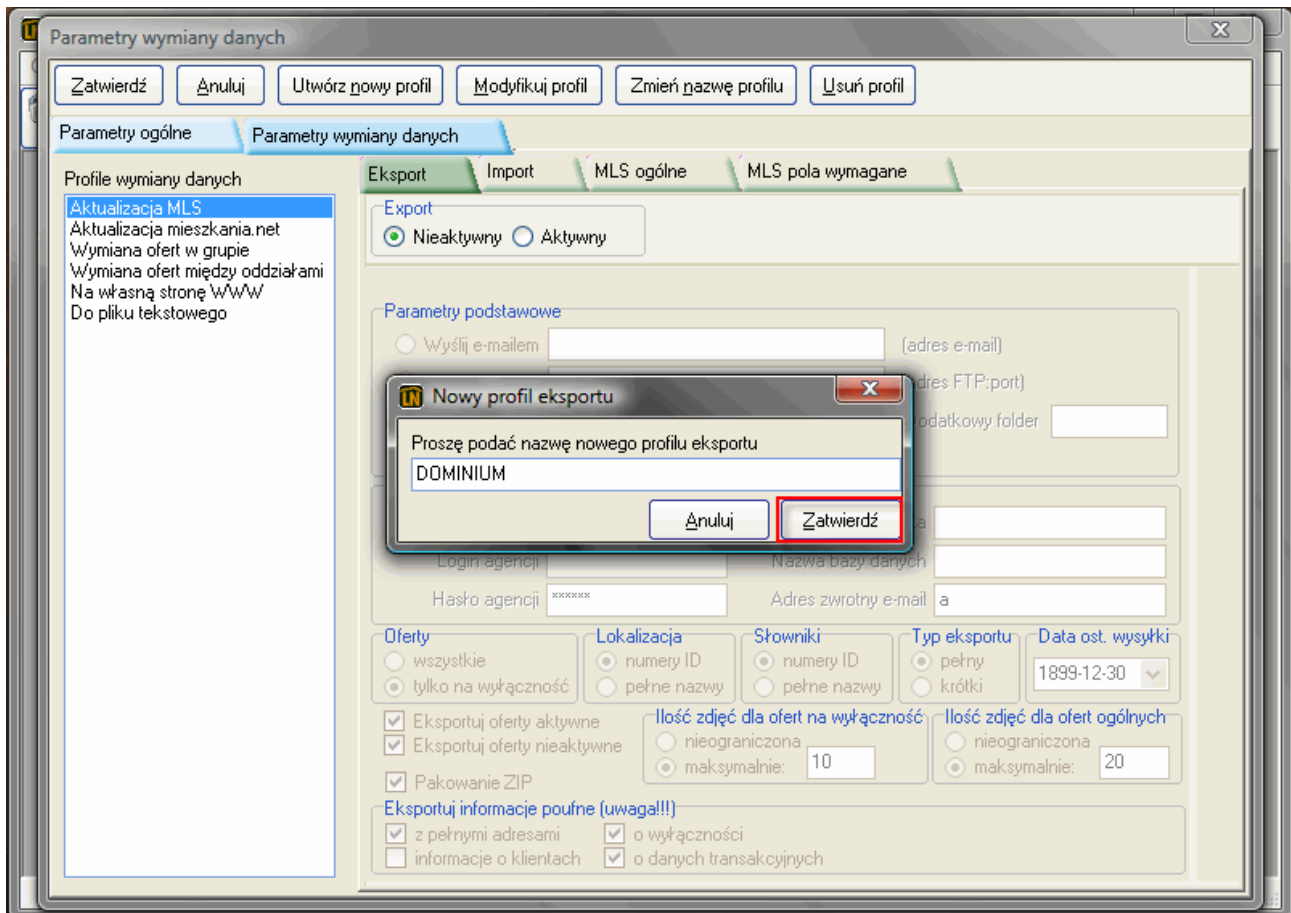 Parametry wymiany danych
Zatwierdź Anuluj Utwórz nowy profil Modyfikuj profil Zmień nazwę profilu Usuń profil
Parametry ogólne Parametry wymiany danych
Profile wymiany danych
Aktualizacja MLS
Aktualizacja mieszkania.net
Wymiana ofert w grupie
Wymiana ofert między oddziałami
Na własną stronę WWW
Do pliku tekstowego
Eksport Import MLS ogólne MLS pola wymagane
Export
Nieaktywny Aktywny
Parametry podstawowe
Wyślij e-mailem (adres e-mail)
FTP:port)
folder
Nowy profil eksportu
Proszę podać nazwę nowego profilu eksportu
DOMINIUM
Anuluj Zatwierdź
Login agencji Nazwa bazy danych
Hasło agencji ****** Adres zwrotny e-mail a
Oferty Lokalizacja Słowniki Typ eksportu Data ost. wysyłki
wszystkie numery ID numery ID pełny 1899-12-30
tylko na wyłączność pełne nazwy pełne nazwy krótki
Eksportuj oferty aktywne Ilość zdjęć dla ofert na wyłączność Ilość zdjęć dla ofert ogólnych
Eksportuj oferty nieaktywne nieograniczona nieograniczona
maksymalnie: 10 maksymalnie: 20
Pakowanie ZIP
Eksportuj informacje poufne (uwaga!!!)
z pełnymi adresami o wyłączności
informacje o klientach o danych transakcyjnych